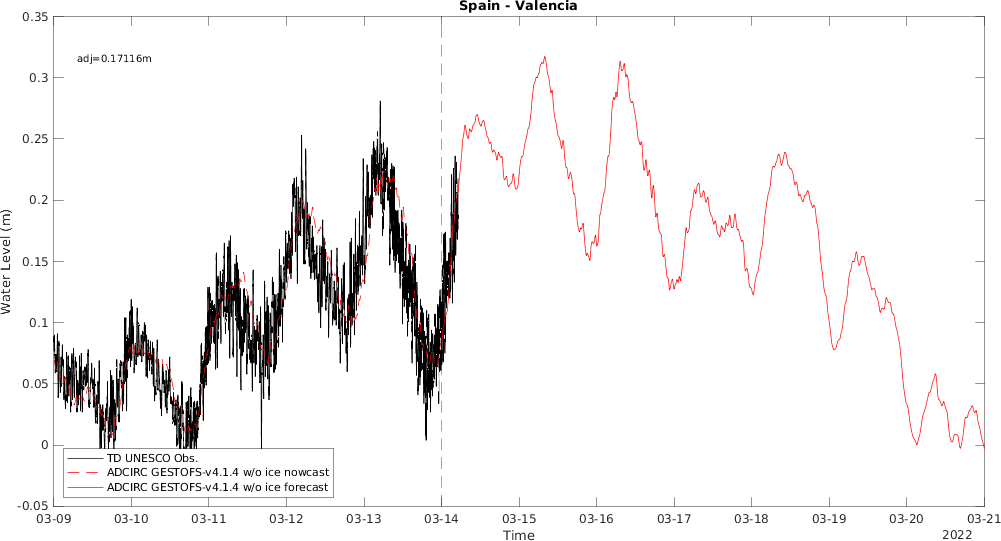 Spain - Valencia
0.35
adj=0.17116m
0.3
0.25
0.2
0.15
0.1
0.05
0
-0.05
Water Level (m)
TD UNESCO Obs.
ADCIRC GESTOFS-v4.1.4 w/o ice nowcast
ADCIRC GESTOFS-v4.1.4 w/o ice forecast
03-09 03-10 03-11 03-12 03-13 03-14 03-15 03-16 03-17 03-18 03-19 03-20 03-21
Time
2022